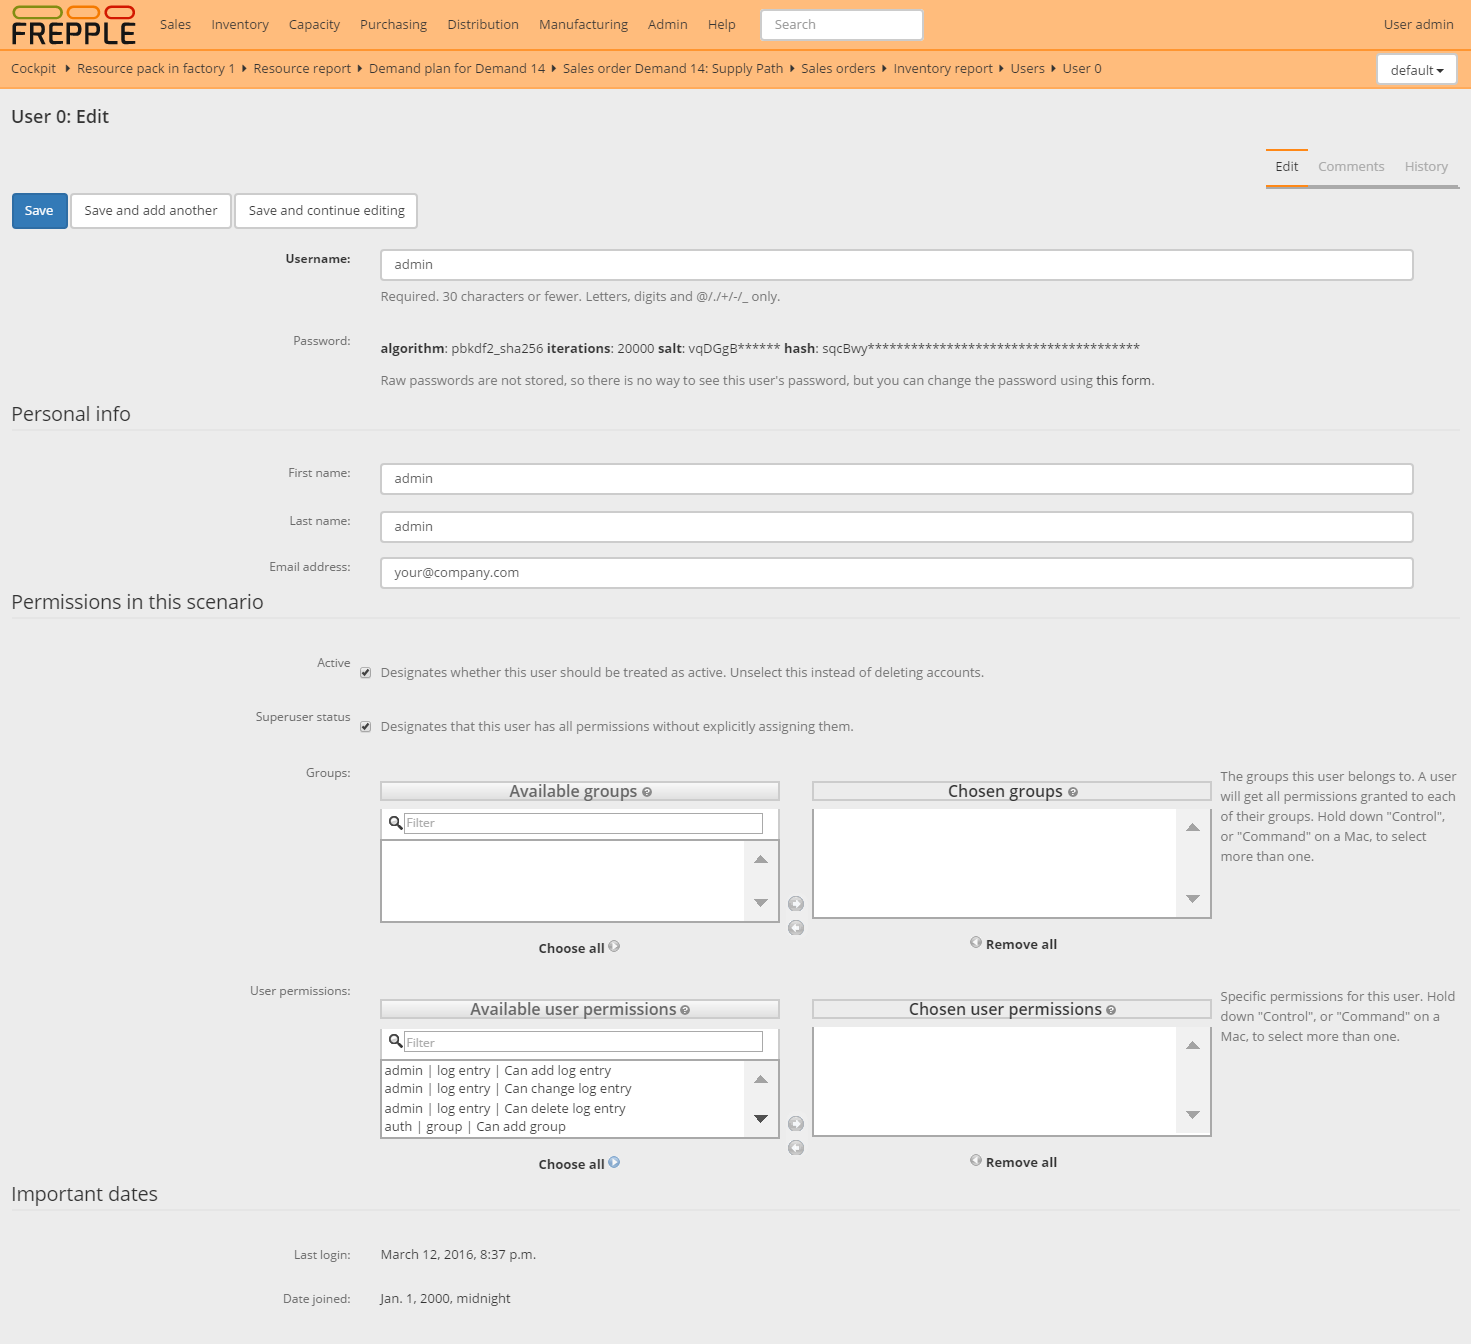 FREPPLE Sales Inventory Capacity Purchasing Distribution Manufacturing Admin Help Search User admin
Cockpit Resource pack in factory 1 Resource report Demand plan for Demand 14 Sales order Demand 14: Supply Path Sales orders Inventory report Users User 0 default
User 0: Edit
Edit Comments History
Save Save and add another Save and continue editing
Username: admin
Required. 30 characters or fewer. Letters, digits and @/./+/-/_ only.
Password: algorithm: pbkdf2_sha256 iterations: 20000 salt: vqDGgB****** hash: sqcBwy**************************************
Raw passwords are not stored, so there is no way to see this user's password, but you can change the password using this form.
Personal info
First name: admin
Last name: admin
Email address: your@company.com
Permissions in this scenario
Active Designates whether this user should be treated as active. Unselect this instead of deleting accounts.
Superuser status Designates that this user has all permissions without explicitly assigning them.
Groups:
Available groups
Filter
Choose all
Chosen groups
Remove all
The groups this user belongs to. A user
will get all permissions granted to each
of their groups. Hold down "Control",
or "Command" on a Mac, to select
more than one.
User permissions:
Available user permissions
Filter
admin | log entry | Can add log entry
admin | log entry | Can change log entry
admin | log entry | Can delete log entry
auth | group | Can add group
Choose all
Chosen user permissions
Remove all
Specific permissions for this user. Hold
down "Control", or "Command" on a
Mac, to select more than one.
Important dates
Last login: March 12, 2016, 8:37 p.m.
Date joined: Jan. 1, 2000, midnight